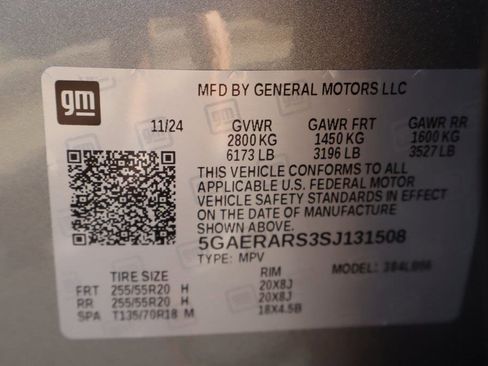 gm
MFD BY GENERAL MOTORS LLC
11/24 GVWR GAWR FRT GAWR RR
2800 KG 1450 KG 1600 KG
6173 LB 3196 LB 3527 LB
THIS VEHICLE CONFORMS TO ALL
APPLICABLE U.S. FEDERAL MOTOR
VEHICLE SAFETY STANDARDS IN EFFECT
ON THE DATE OF MANUFACTURE
SHOWN ABOVE.
5GAERARS3SJ131508
TYPE: MPV MODEL:
TIRE SIZE RIM
FRT 255/55R20 H 20X8J
RR 255/55R20 H 20X8J
SPA T135/70R18 M 18X4.5B